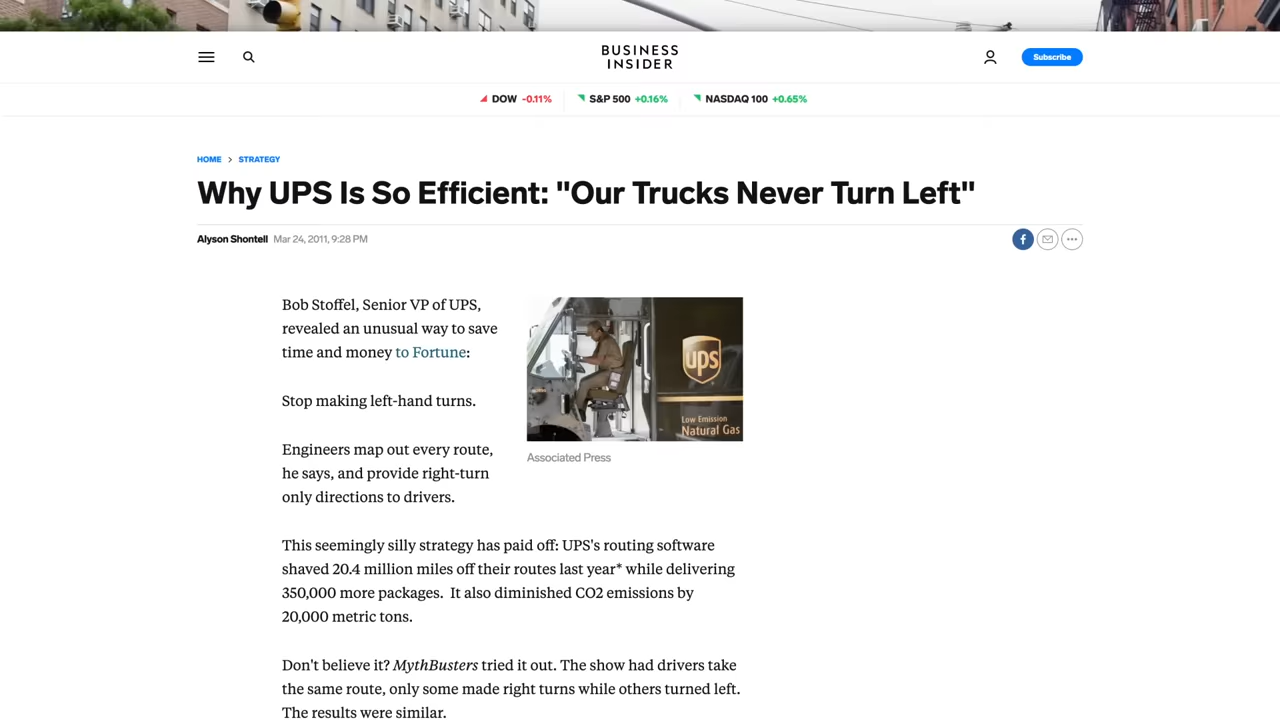 BUSINESS
INSIDER
Subscribe
DOW -0.11%
S&P 500 +0.16%
NASDAQ 100 +0.65%
HOME > STRATEGY
Why UPS Is So Efficient: "Our Trucks Never Turn Left"
Alyson Shontell Mar 24, 2011, 9:28 PM
Bob Stoffel, Senior VP of UPS,
revealed an unusual way to save
time and money to Fortune:
Stop making left-hand turns.
Engineers map out every route,
he says, and provide right-turn
only directions to drivers.
ups
Low Emission
Natural Gas
Associated Press
This seemingly silly strategy has paid off: UPS's routing software
shaved 20.4 million miles off their routes last year* while delivering
350,000 more packages. It also diminished CO2 emissions by
20,000 metric tons.
Don't believe it? MythBusters tried it out. The show had drivers take
the same route, only some made right turns while others turned left.
The results were similar.